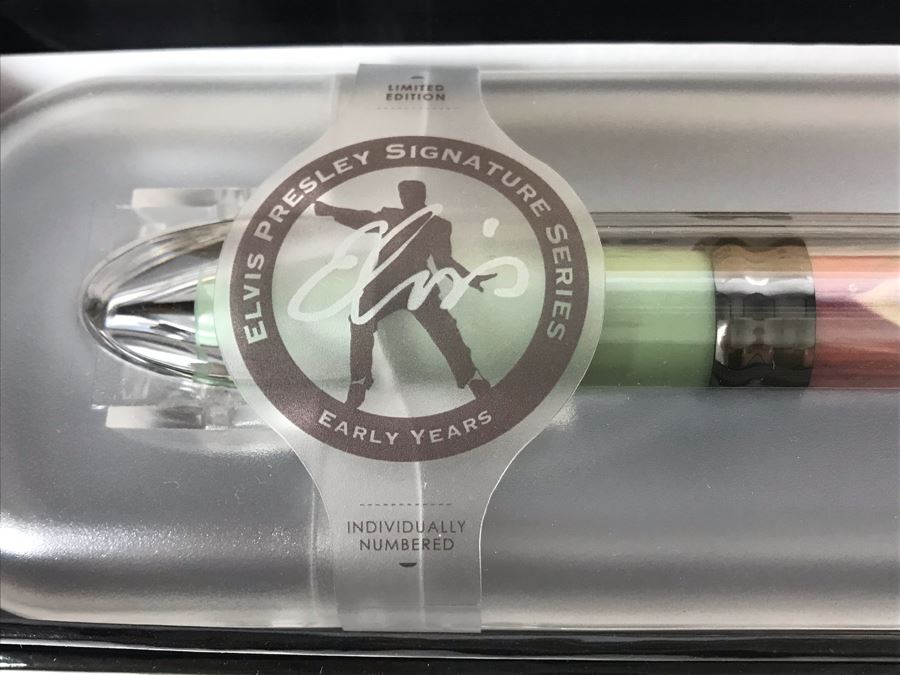 LIMITED
EDITION
ELVIS PRESLEY SIGNATURE SERIES
Elvis
EARLY YEARS
INDIVIDUALLY
NUMBERED